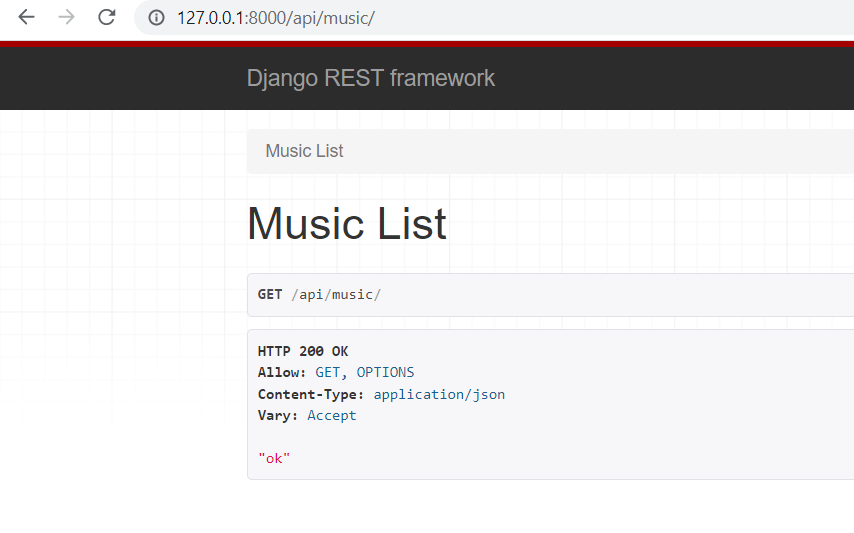 127.0.0.1:8000/api/music/
Django REST framework
Music List
Music List
GET /api/music/
HTTP 200 OK
Allow: GET, OPTIONS
Content-Type: application/json
Vary: Accept
"ok"